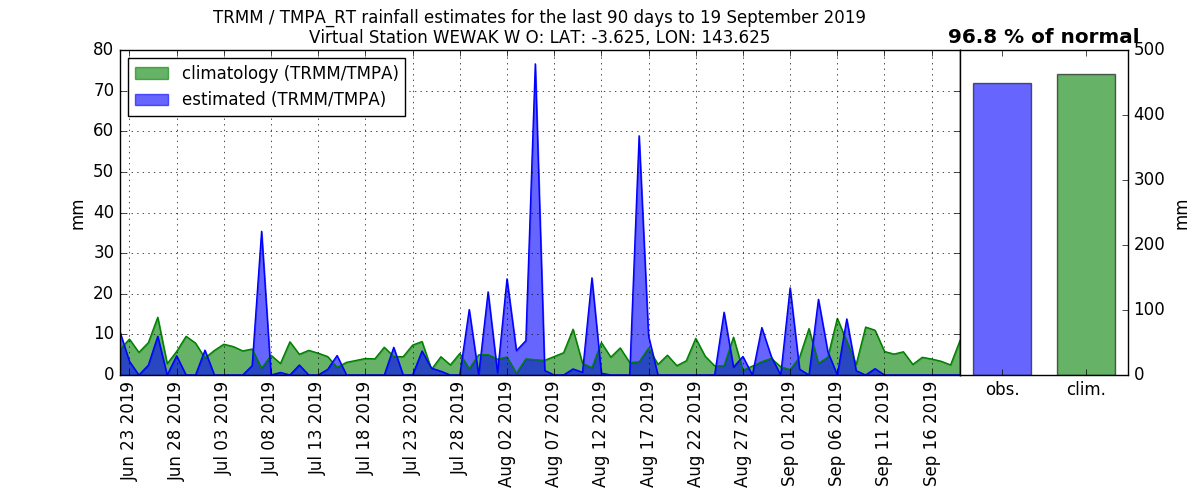 TRMM / TMPA_RT rainfall estimates for the last 90 days to 19 September 2019
Virtual Station WEWAK W O: LAT: -3.625, LON: 143.625
96.8 % of normal
climatology (TRMM/TMPA)
estimated (TRMM/TMPA)
80
70
60
50
40
30
20
10
0
mm
Jun 23 2019
Jun 28 2019
Jul 03 2019
Jul 08 2019
Jul 13 2019
Jul 18 2019
Jul 23 2019
Jul 28 2019
Aug 02 2019
Aug 07 2019
Aug 12 2019
Aug 17 2019
Aug 22 2019
Aug 27 2019
Sep 01 2019
Sep 06 2019
Sep 11 2019
Sep 16 2019
obs.
clim.
500
400
300
200
100
0
mm